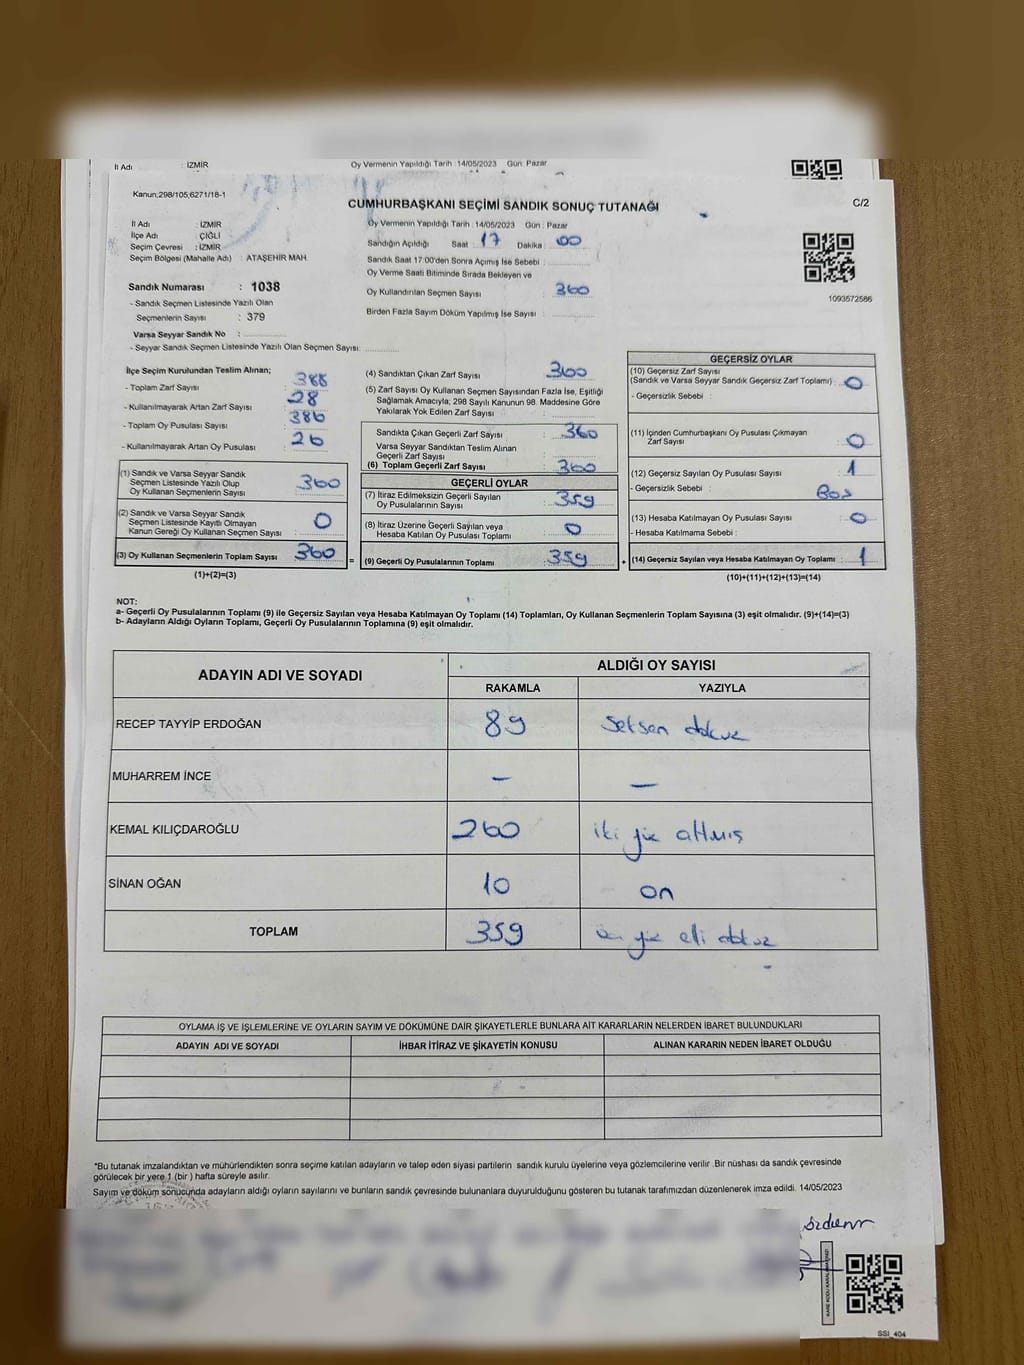 İl Adı : İZMİR Oy Vermenin Yapıldığı Tarih :14/05/2023 Gün: Pazar
Kanun;298/105,6271/18-1
CUMHURBAŞKANI SEÇİMİ SANDIK SONUÇ TUTANAĞI
C/2
İl Adı : İZMİR
İlçe Adı : ÇİĞLİ
Seçim Çevresi : İZMİR
Seçim Bölgesi (Mahalle Adı) : ATAŞEHİR MAH.
Oy Vermenin Yapıldığı Tarih :14/05/2023 Gün : Pazar
Sandığın Açıldığı Saat 17 Dakika : 00
Sandık Saat 17:00'den Sonra Açımış İse Sebebi :
Oy Verme Saati Bitiminde Sırada Bekleyen ve
Oy Kullandırılan Seçmen Sayısı : 360
Birden Fazla Sayım Döküm Yapılmış İse Sayısı :
1093572586
Sandık Numarası : 1038
- Sandık Seçmen Listesinde Yazılı Olan
Seçmenlerin Sayısı : 379
Varsa Seyyar Sandık No :
- Seyyar Sandık Seçmen Listesinde Yazılı Olan Seçmen Sayısı:
İlçe Seçim Kurulundan Teslim Alınan;
- Toplam Zarf Sayısı : 388
- Kullanılmayarak Artan Zarf Sayısı : 28
- Toplam Oy Pusulası Sayısı : 386
- Kullanılmayarak Artan Oy Pusulası : 26
(1) Sandık ve Varsa Seyyar Sandık
Seçmen Listesinde Yazılı Olup
Oy Kullanan Seçmenlerin Sayısı : 360
(2) Sandık ve Varsa Seyyar Sandık
Seçmen Listesinde Kayıtlı Olmayan
Kanun Gereği Oy Kullanan Seçmen Sayısı : 0
(3) Oy Kullanan Seçmenlerin Toplam Sayısı : 360
(1)+(2)=(3)
(4) Sandıktan Çıkan Zarf Sayısı : 360
(5) Zarf Sayısı Oy Kullanan Seçmen Sayısından Fazla İse, Eşitliği
Sağlamak Amacıyla, 298 Sayılı Kanunun 98. Maddesine Göre
Yakılarak Yok Edilen Zarf Sayısı :
Sandıkta Çıkan Geçerli Zarf Sayısı : 360
Varsa Seyyar Sandıktan Teslim Alınan
Geçerli Zarf Sayısı :
(6) Toplam Geçerli Zarf Sayısı : 360
GEÇERLİ OYLAR
(7) İtiraz Edilmeksizin Geçerli Sayılan
Oy Pusulalarının Sayısı : 359
(8) İtiraz Üzerine Geçerli Sayılan veya
Hesaba Katılan Oy Pusulası Toplamı : 0
= (9) Geçerli Oy Pusulalarının Toplamı : 359 +
GEÇERSİZ OYLAR
(10) Geçersiz Zarf Sayısı
(Sandık ve Varsa Seyyar Sandık Geçersiz Zarf Toplamı) : 0
- Geçersizlik Sebebi :
(11) İçinden Cumhurbaşkanı Oy Pusulası Çıkmayan
Zarf Sayısı : 0
(12) Geçersiz Sayılan Oy Pusulası Sayısı : 1
- Geçersizlik Sebebi : Boş
(13) Hesaba Katılmayan Oy Pusulası Sayısı : 0
- Hesaba Katılmama Sebebi :
(14) Geçersiz Sayılan veya Hesaba Katılmayan Oy Toplamı : 1
(10)+(11)+(12)+(13)=(14)
NOT:
a- Geçerli Oy Pusulalarının Toplamı (9) ile Geçersiz Sayılan veya Hesaba Katılmayan Oy Toplamı (14) Toplamları, Oy Kullanan Seçmenlerin Toplam Sayısına (3) eşit olmalıdır. (9)+(14)=(3)
b- Adayların Aldığı Oyların Toplamı, Geçerli Oy Pusulalarının Toplamına (9) eşit olmalıdır.
ADAYIN ADI VE SOYADI ALDIĞI OY SAYISI
RAKAMLA YAZIYLA
RECEP TAYYİP ERDOĞAN 89 seksen dokuz
MUHARREM İNCE – –
KEMAL KILIÇDAROĞLU 260 iki yüz altmış
SİNAN OĞAN 10 on
TOPLAM 359 üç yüz elli dokuz
OYLAMA İŞ VE İŞLEMLERİNE VE OYLARIN SAYIM VE DÖKÜMÜNE DAİR ŞİKAYETLERLE BUNLARA AİT KARARLARIN NELERDEN İBARET BULUNDUKLARI
ADAYIN ADI VE SOYADI İHBAR İTİRAZ VE ŞİKAYETİN KONUSU ALINAN KARARIN NEDEN İBARET OLDUĞU
*Bu tutanak imzalandıktan ve mühürlendikten sonra seçime katılan adayların ve talep eden siyasi partilerin sandık kurulu üyelerine veya gözlemcilerine verilir .Bir nüshası da sandık çevresinde
görülecek bir yere 1 (bir ) hafta süreyle asılır.
Sayım ve döküm sonucunda adayların aldığı oyların sayılarını ve bunların sandık çevresinde bulunanlara duyurulduğunu gösteren bu tutanak tarafımızdan düzenlenerek imza edildi. 14/05/2023
SSI_404